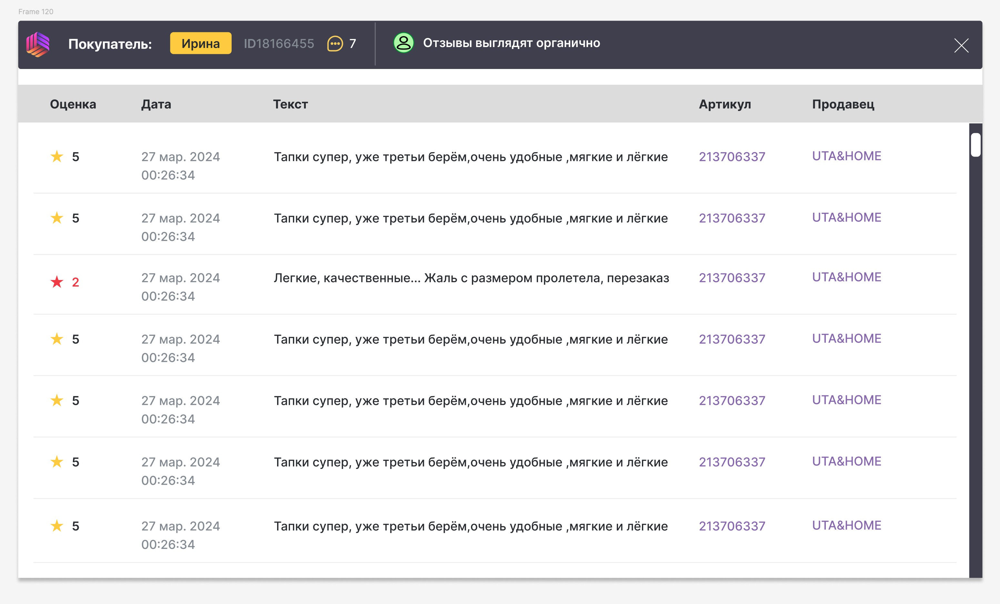 Frame 120
Покупатель: Ирина ID18166455 7 Отзывы выглядят органично
Оценка Дата Текст Артикул Продавец
5 27 мар. 2024 Тапки супер, уже третьи берём,очень удобные ,мягкие и лёгкие 213706337 UTA&HOME
00:26:34
5 27 мар. 2024 Тапки супер, уже третьи берём,очень удобные ,мягкие и лёгкие 213706337 UTA&HOME
00:26:34
2 27 мар. 2024 Легкие, качественные... Жаль с размером пролетела, перезаказ 213706337 UTA&HOME
00:26:34
5 27 мар. 2024 Тапки супер, уже третьи берём,очень удобные ,мягкие и лёгкие 213706337 UTA&HOME
00:26:34
5 27 мар. 2024 Тапки супер, уже третьи берём,очень удобные ,мягкие и лёгкие 213706337 UTA&HOME
00:26:34
5 27 мар. 2024 Тапки супер, уже третьи берём,очень удобные ,мягкие и лёгкие 213706337 UTA&HOME
00:26:34
5 27 мар. 2024 Тапки супер, уже третьи берём,очень удобные ,мягкие и лёгкие 213706337 UTA&HOME
00:26:34